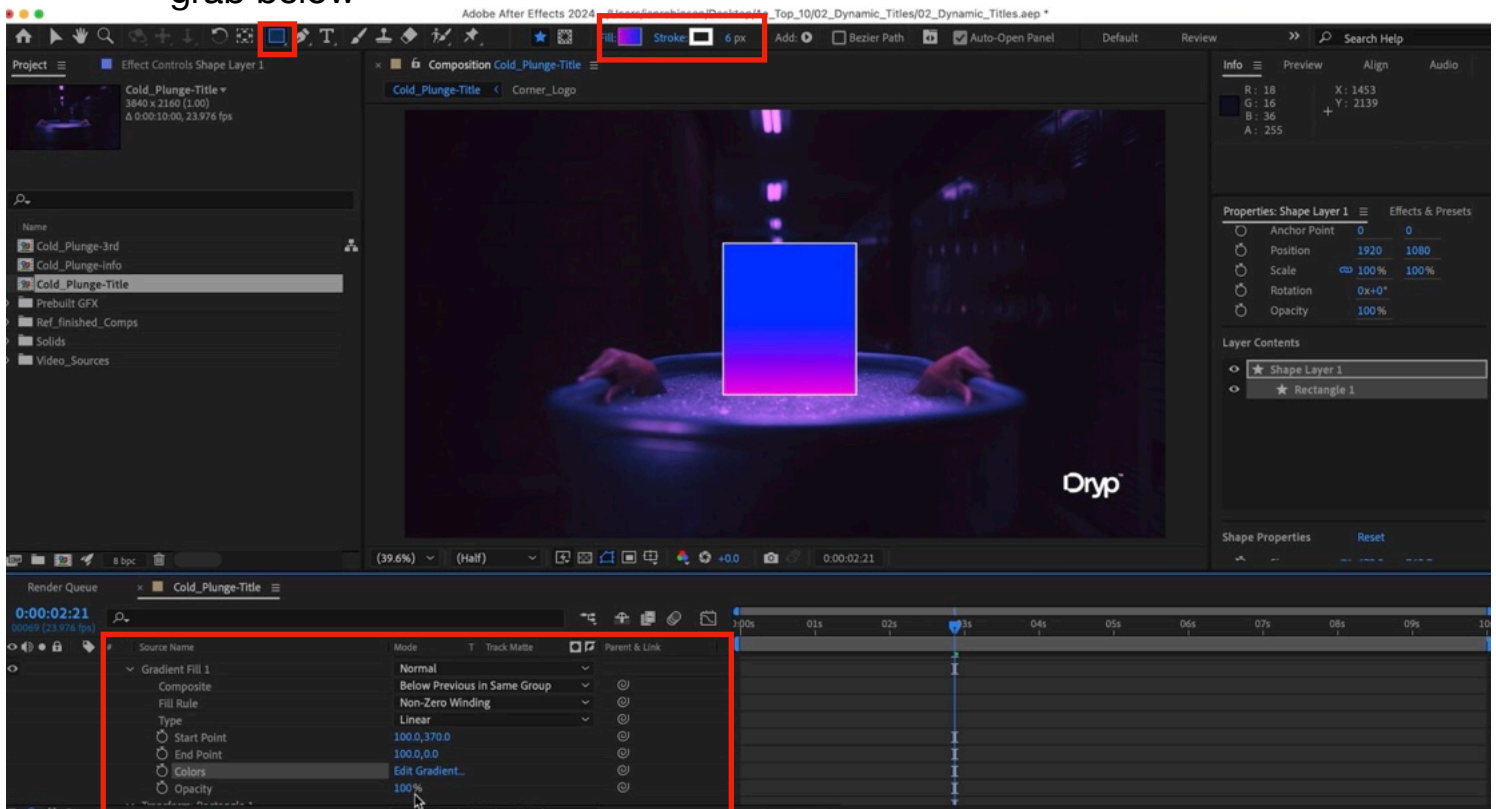 grab below
Adobe After Effects 2024 - /Users/ianrobinson/Desktop/Ae_Top_10/02_Dynamic_Titles/02_Dynamic_Titles.aep *
T Fill: Stroke: 6 px Add: Bezier Path Auto-Open Panel Default Review >> Search Help
Project Effect Controls Shape Layer 1
Composition Cold_Plunge-Title
Info Preview Align Audio
Cold_Plunge-Title
3840 x 2160 (1.00)
Δ 0:00:10:00, 23.976 fps
Cold_Plunge-Title Corner_Logo
R: 18 X: 1453
G: 16 Y: 2139
B: 36
A: 255
Name
Cold_Plunge-3rd
Cold_Plunge-info
Cold_Plunge-Title
Prebuilt GFX
Ref_finished_Comps
Solids
Video_Sources
Dryp™
Properties: Shape Layer 1 Effects & Presets
Anchor Point 0 0
Position 1920 1080
Scale 100% 100%
Rotation 0x+0°
Opacity 100%
Layer Contents
Shape Layer 1
Rectangle 1
Shape Properties Reset
8 bpc
(39.6%) (Half) +0.0 0:00:02:21
Render Queue Cold_Plunge-Title
0:00:02:21
00069 (23.976 fps)
):00s 01s 02s 03s 04s 05s 06s 07s 08s 09s 10
# Source Name Mode T Track Matte Parent & Link
Gradient Fill 1 Normal
Composite Below Previous in Same Group
Fill Rule Non-Zero Winding
Type Linear
Start Point 100.0,370.0
End Point 100.0,0.0
Colors Edit Gradient...
Opacity 100%